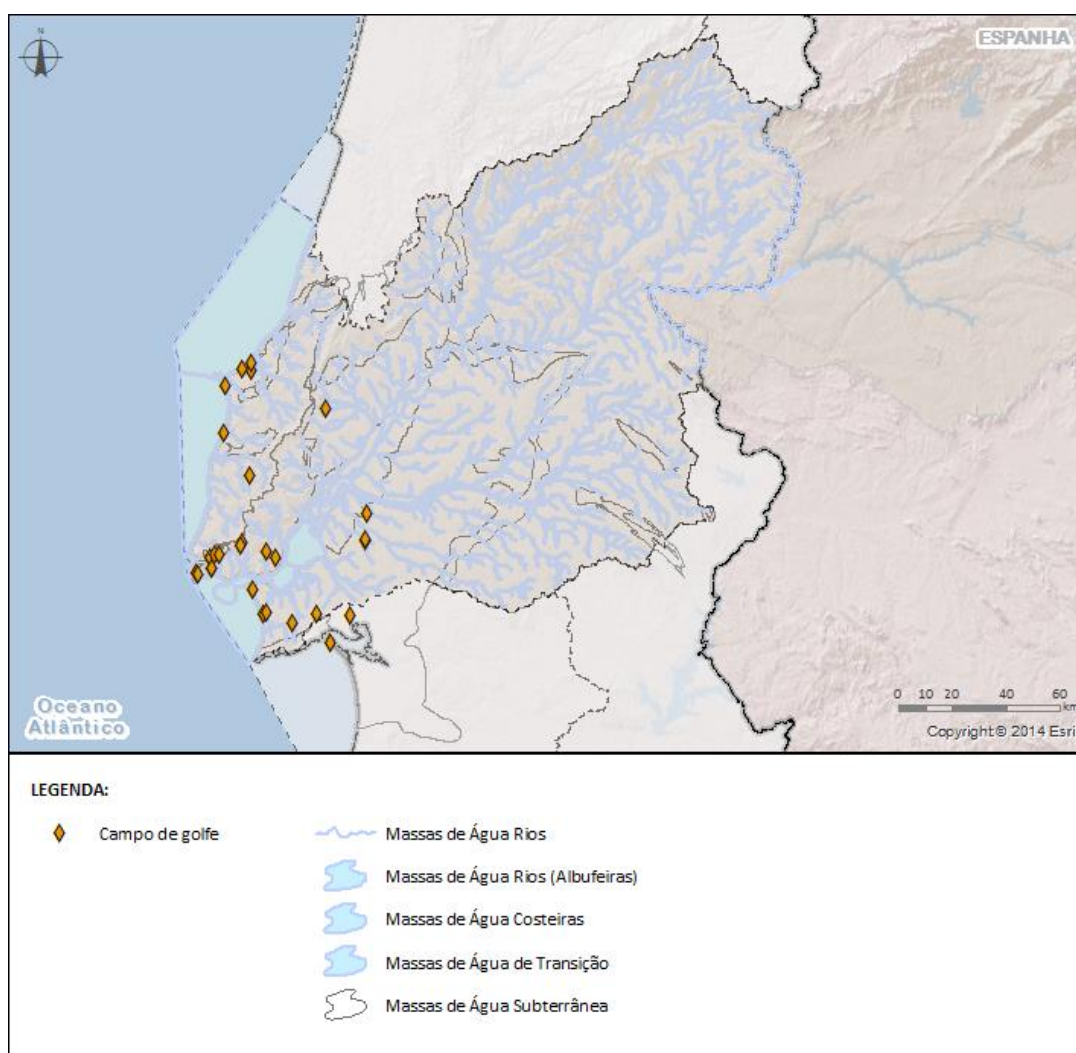 N
ESPANHA
Oceano
Atlântico
0 10 20 40 60
km
Copyright© 2014 Esri
LEGENDA:
Campo de golfe
Massas de Água Rios
Massas de Água Rios (Albufeiras)
Massas de Água Costeiras
Massas de Água de Transição
Massas de Água Subterrânea